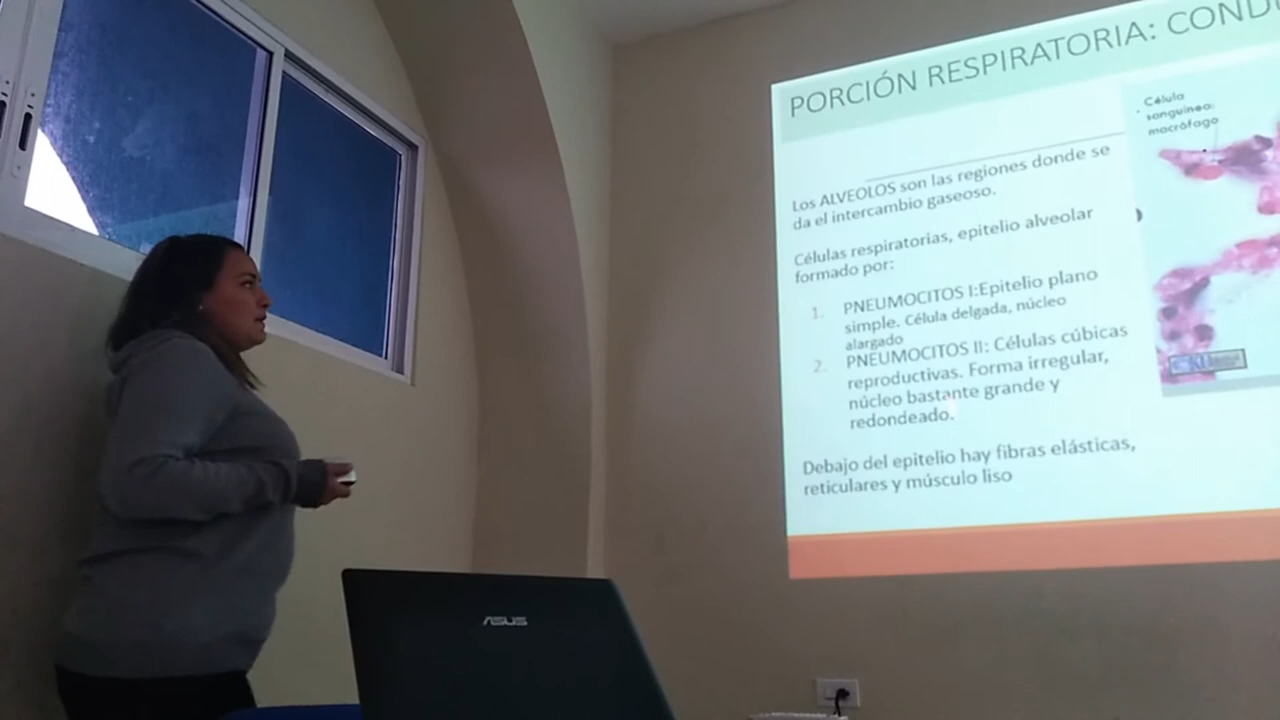 PORCIÓN RESPIRATORIA: COND
Célula
sanguínea:
macrófago
Los ALVEOLOS son las regiones donde se
da el intercambio gaseoso.
Células respiratorias, epitelio alveolar
formado por:
1. PNEUMOCITOS I:Epitelio plano
simple. Célula delgada, núcleo
alargado
2. PNEUMOCITOS II: Células cúbicas
reproductivas. Forma irregular,
núcleo bastante grande y
redondeado.
Debajo del epitelio hay fibras elásticas,
reticulares y músculo liso
ASUS